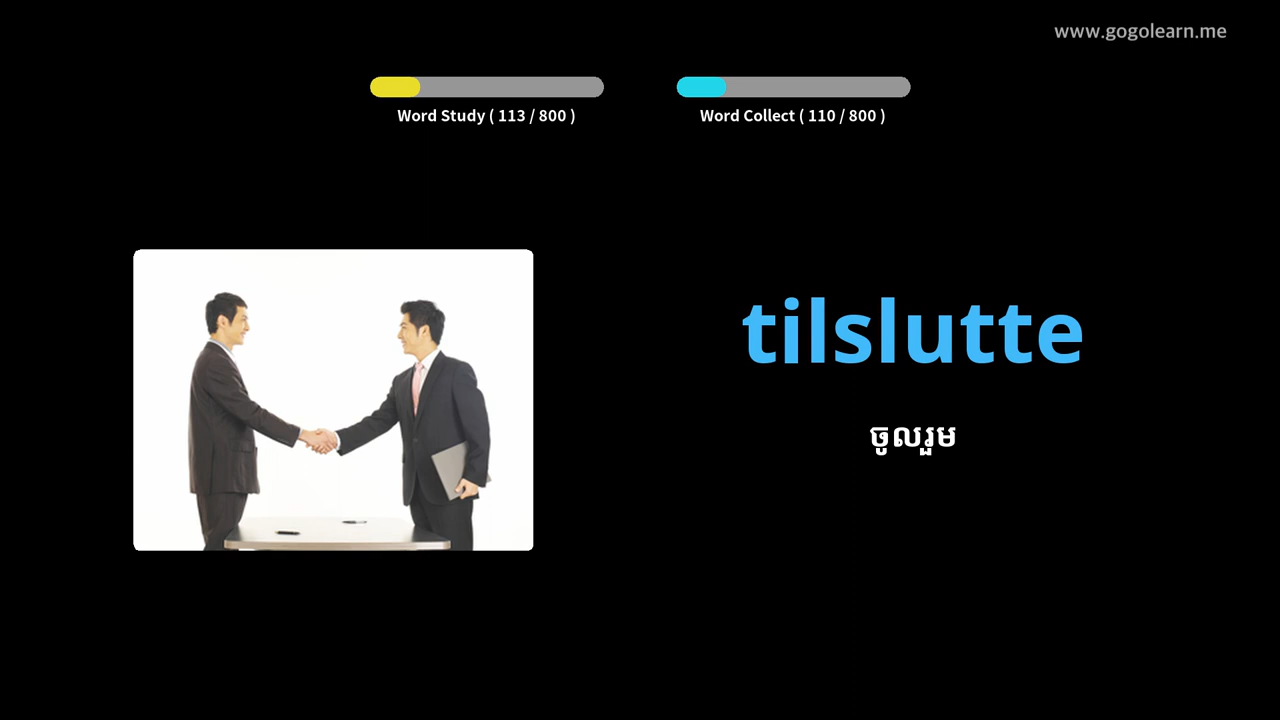 www.gogolearn.me
Word Study ( 113 / 800 )
Word Collect ( 110 / 800 )
tilslutte
ចូលរួម